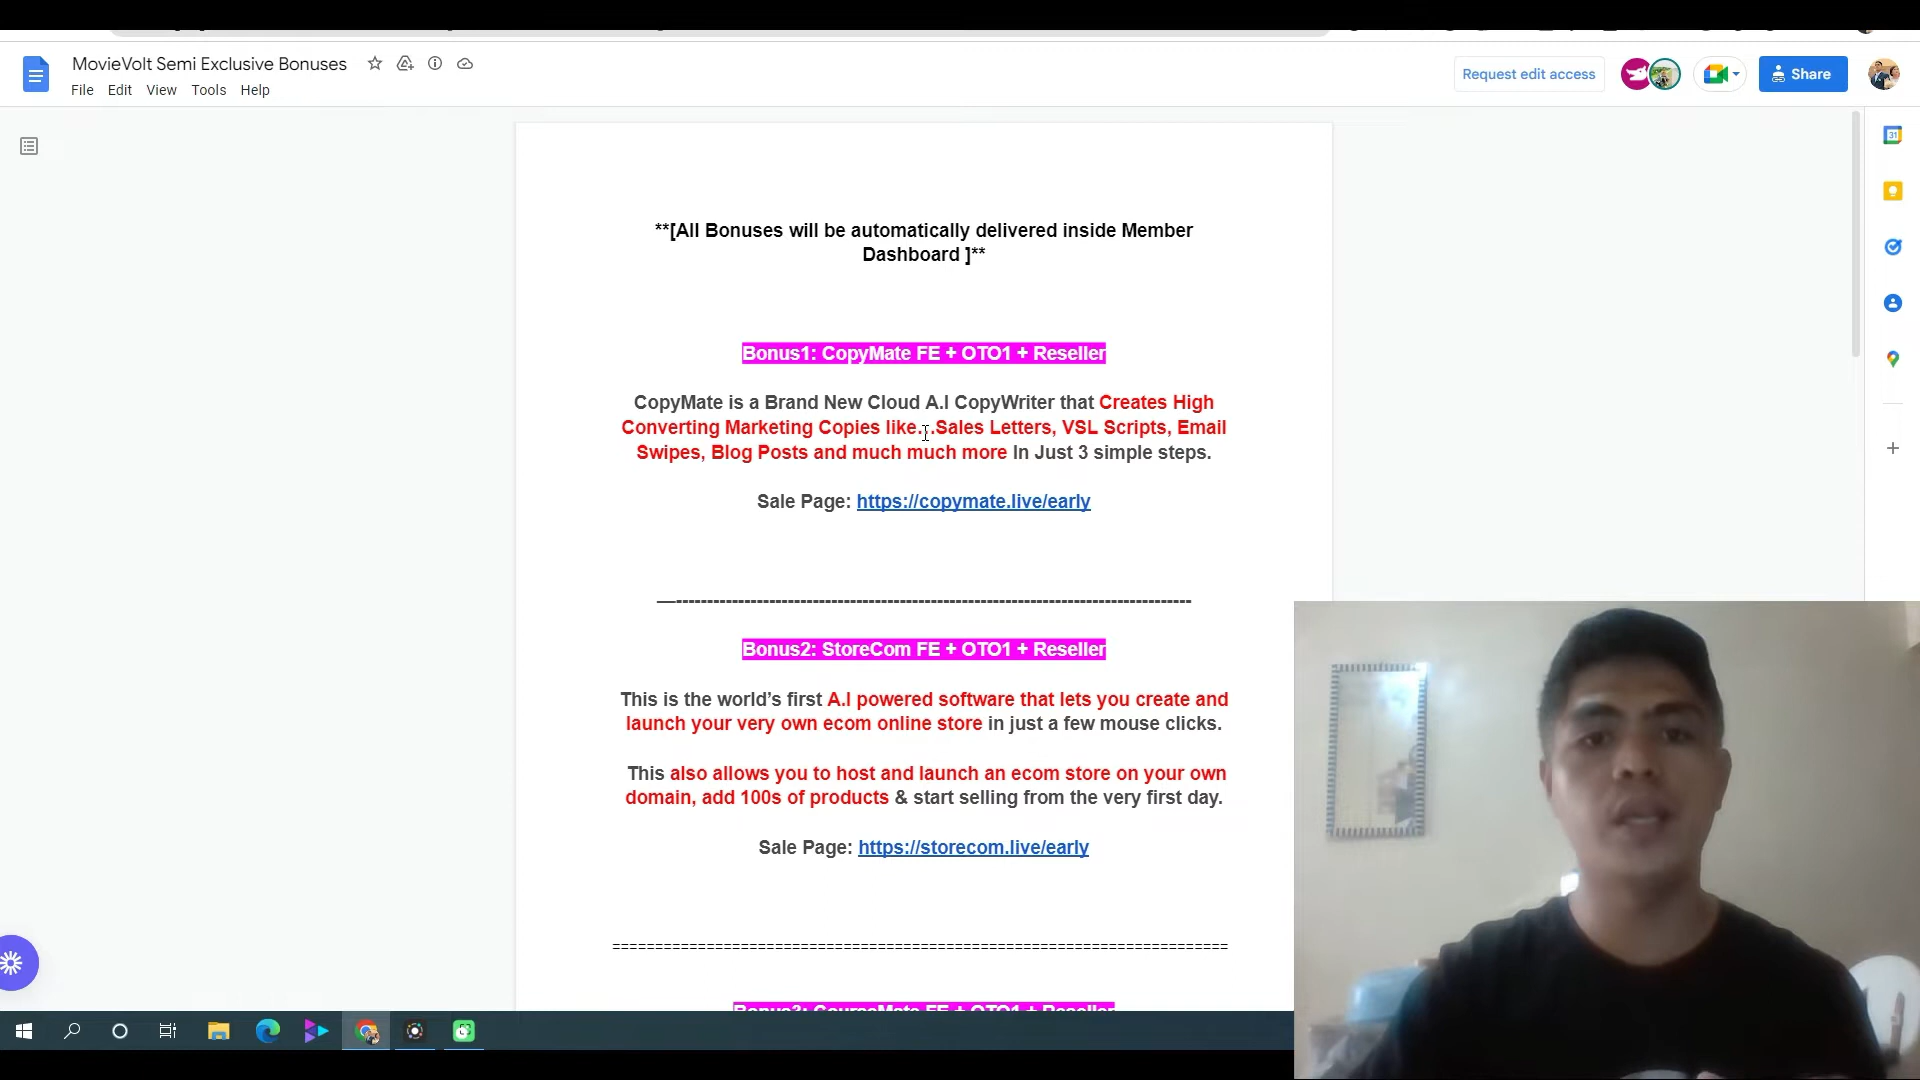 MovieVolt Semi Exclusive Bonuses
File Edit View Tools Help
Request edit access
Share
31
**[All Bonuses will be automatically delivered inside Member
Dashboard ]**
Bonus1: CopyMate FE + OTO1 + Reseller
CopyMate is a Brand New Cloud A.I CopyWriter that Creates High
Converting Marketing Copies like...Sales Letters, VSL Scripts, Email
Swipes, Blog Posts and much much more In Just 3 simple steps.
Sale Page: https://copymate.live/early
—-----------------------------------------------------------------------------------
Bonus2: StoreCom FE + OTO1 + Reseller
This is the world’s first A.I powered software that lets you create and
launch your very own ecom online store in just a few mouse clicks.
This also allows you to host and launch an ecom store on your own
domain, add 100s of products & start selling from the very first day.
Sale Page: https://storecom.live/early
========================================================================
Bonus3: CourseMate FE + OTO1 + Reseller